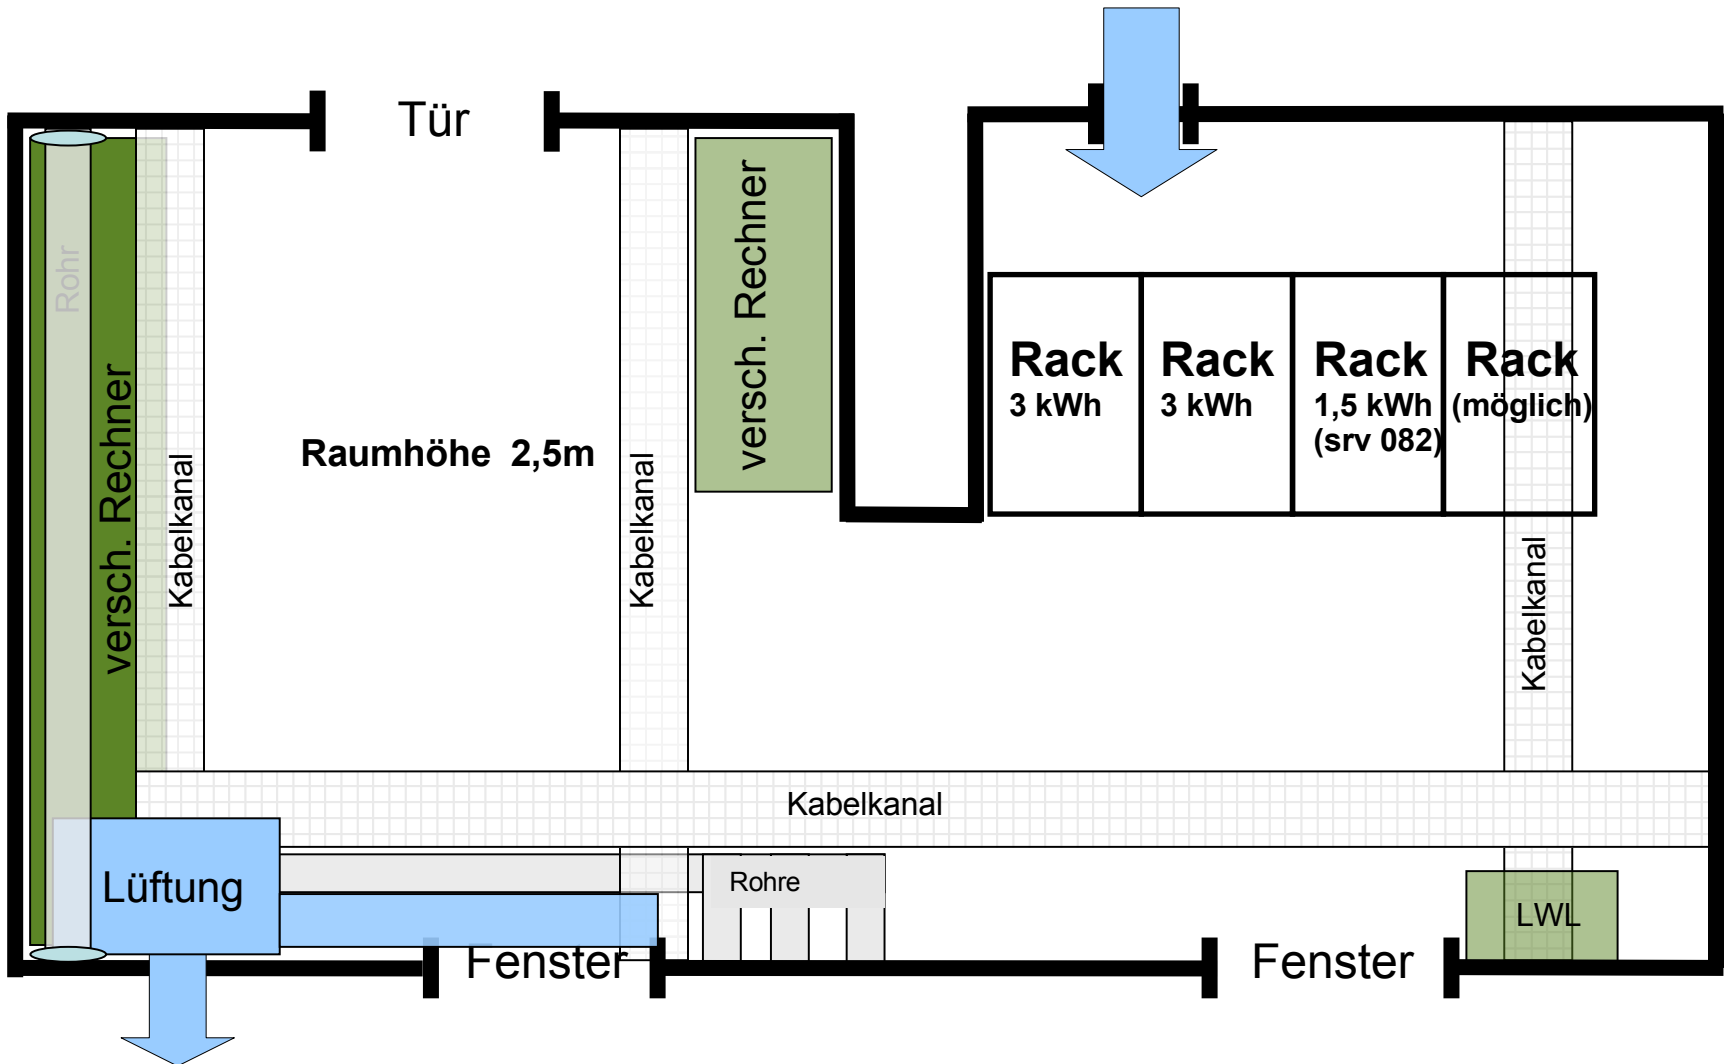 Tür
Rohr
versch. Rechner
Kabelkanal
Raumhöhe  2,5m
Kabelkanal
versch. Rechner
Rack
3 kWh
Rack
3 kWh
Rack
1,5 kWh
(srv 082)
Rack
(möglich)
Kabelkanal
Kabelkanal
Lüftung
Rohre
Fenster
Fenster
LWL